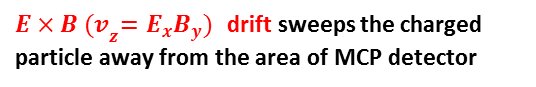 E × B (v_z = E_xB_y) drift sweeps the charged
particle away from the area of MCP detector